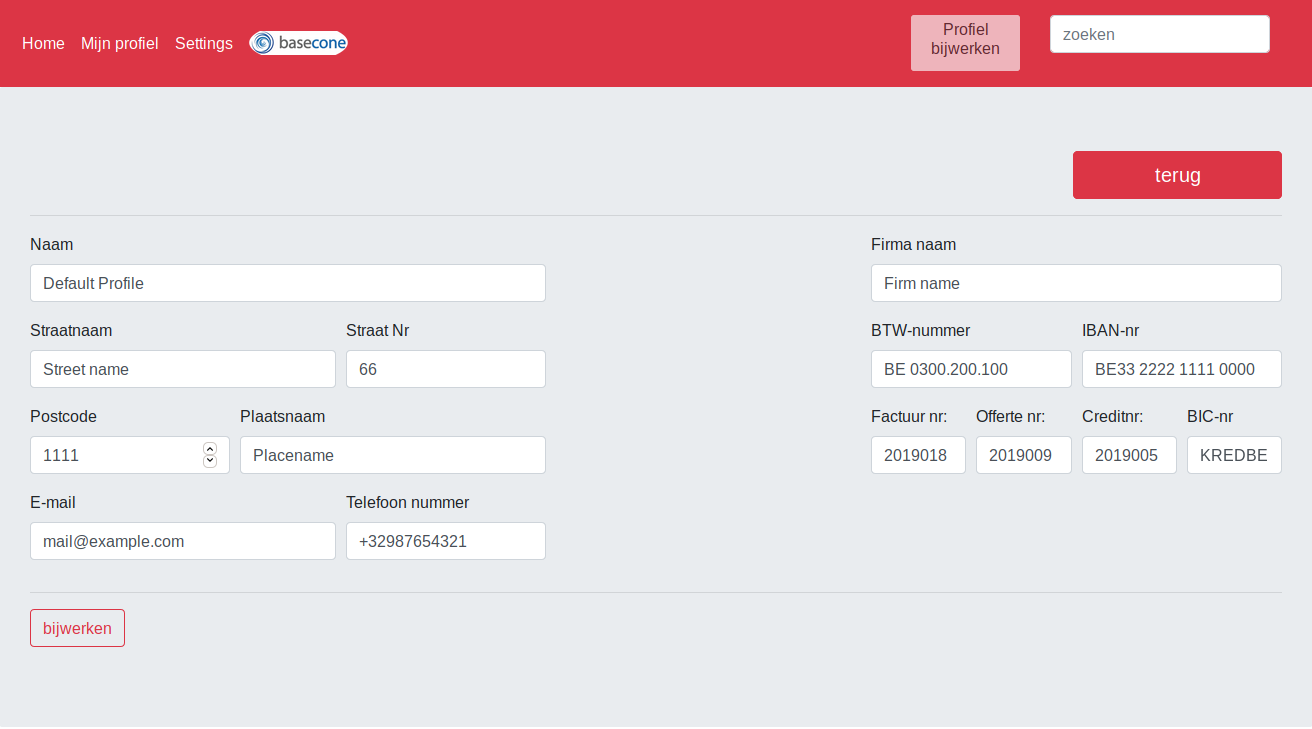 Home Mijn profiel Settings basecone
Profiel
bijwerken
zoeken
terug
Naam
Default Profile
Straatnaam Straat Nr
Street name 66
Postcode Plaatsnaam
1111 Placename
E-mail Telefoon nummer
mail@example.com +32987654321
Firma naam
Firm name
BTW-nummer IBAN-nr
BE 0300.200.100 BE33 2222 1111 0000
Factuur nr: Offerte nr: Creditnr: BIC-nr
2019018 2019009 2019005 KREDBE
bijwerken